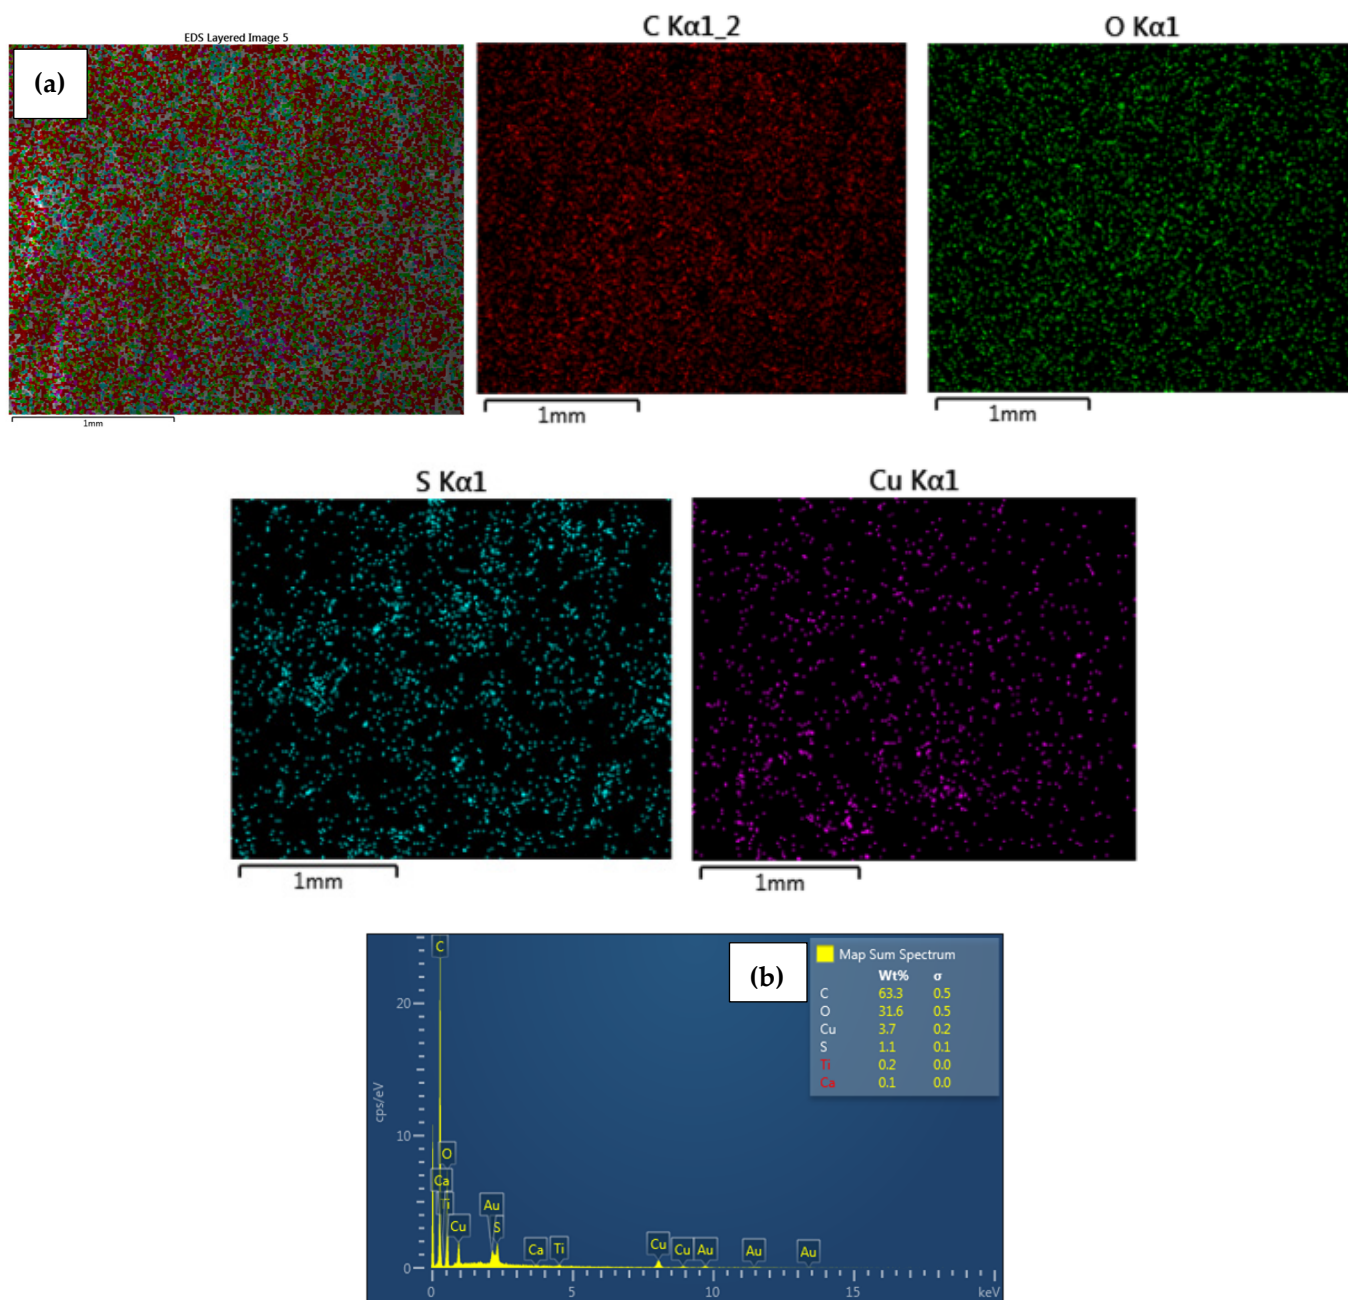 EDS Layered Image 5
(a)
1mm
C Kα1_2
1mm
O Kα1
1mm
S Kα1
1mm
Cu Kα1
1mm
(b)
Map Sum Spectrum
Wt% σ
C 63.3 0.5
O 31.6 0.5
Cu 3.7 0.2
S 1.1 0.1
Ti 0.2 0.0
Ca 0.1 0.0
cps/eV
20
10
0
C
O
Ca
Ti
Cu
Au
S
Ca
Ti
Cu
Cu
Au
Au
Au
0 5 10 15 keV